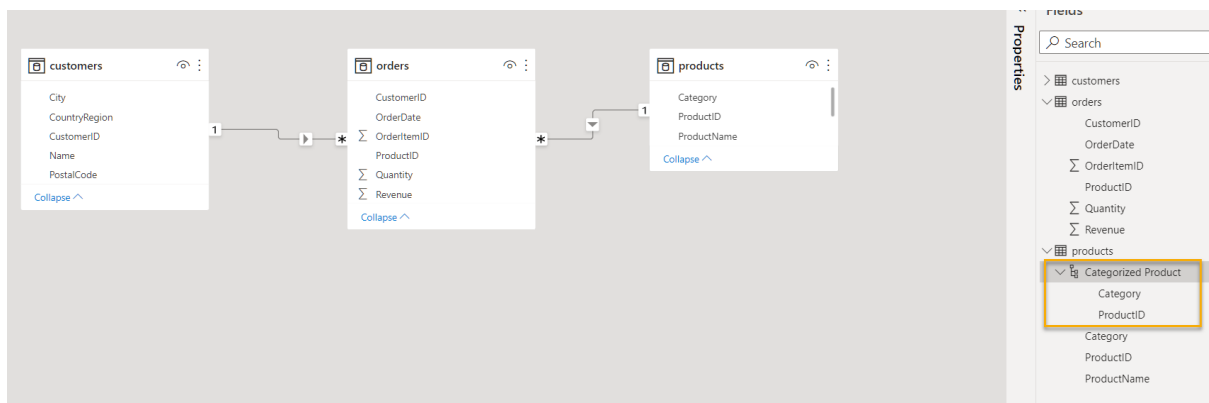 customers
City
CountryRegion
CustomerID
Name
PostalCode
Collapse
1
*
orders
CustomerID
OrderDate
∑ OrderItemID
ProductID
∑ Quantity
∑ Revenue
Collapse
*
1
products
Category
ProductID
ProductName
Collapse
Properties
Fields
Search
customers
orders
CustomerID
OrderDate
∑ OrderItemID
ProductID
∑ Quantity
∑ Revenue
products
Categorized Product
Category
ProductID
Category
ProductID
ProductName